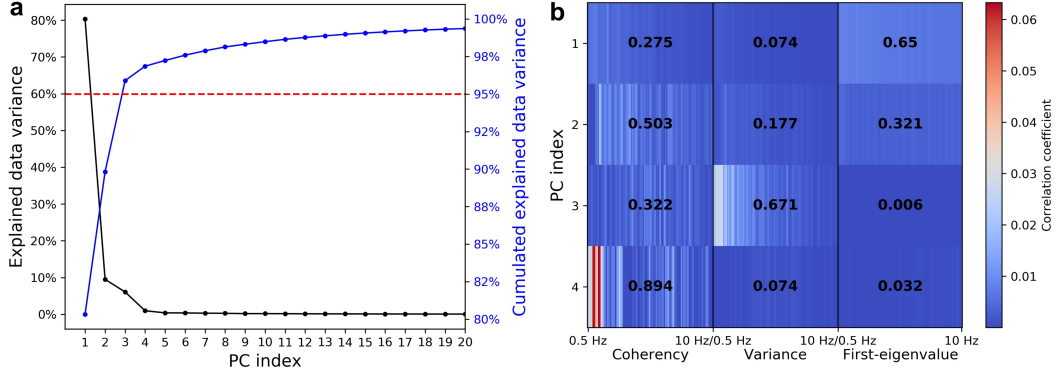 a
80%
70%
60%
50%
40%
30%
20%
10%
0%
Explained data variance
100%
98%
95%
92%
90%
88%
85%
82%
80%
Cumulated explained data variance
1 2 3 4 5 6 7 8 9 10 11 12 13 14 15 16 17 18 19 20
PC index
b
1
2
3
4
PC index
0.275 0.074 0.65
0.503 0.177 0.321
0.322 0.671 0.006
0.894 0.074 0.032
0.5 Hz 10 Hz/0.5 Hz 10 Hz/0.5 Hz 10 Hz
Coherency Variance First-eigenvalue
0.06
0.05
0.04
0.03
0.02
0.01
Correlation coefficient